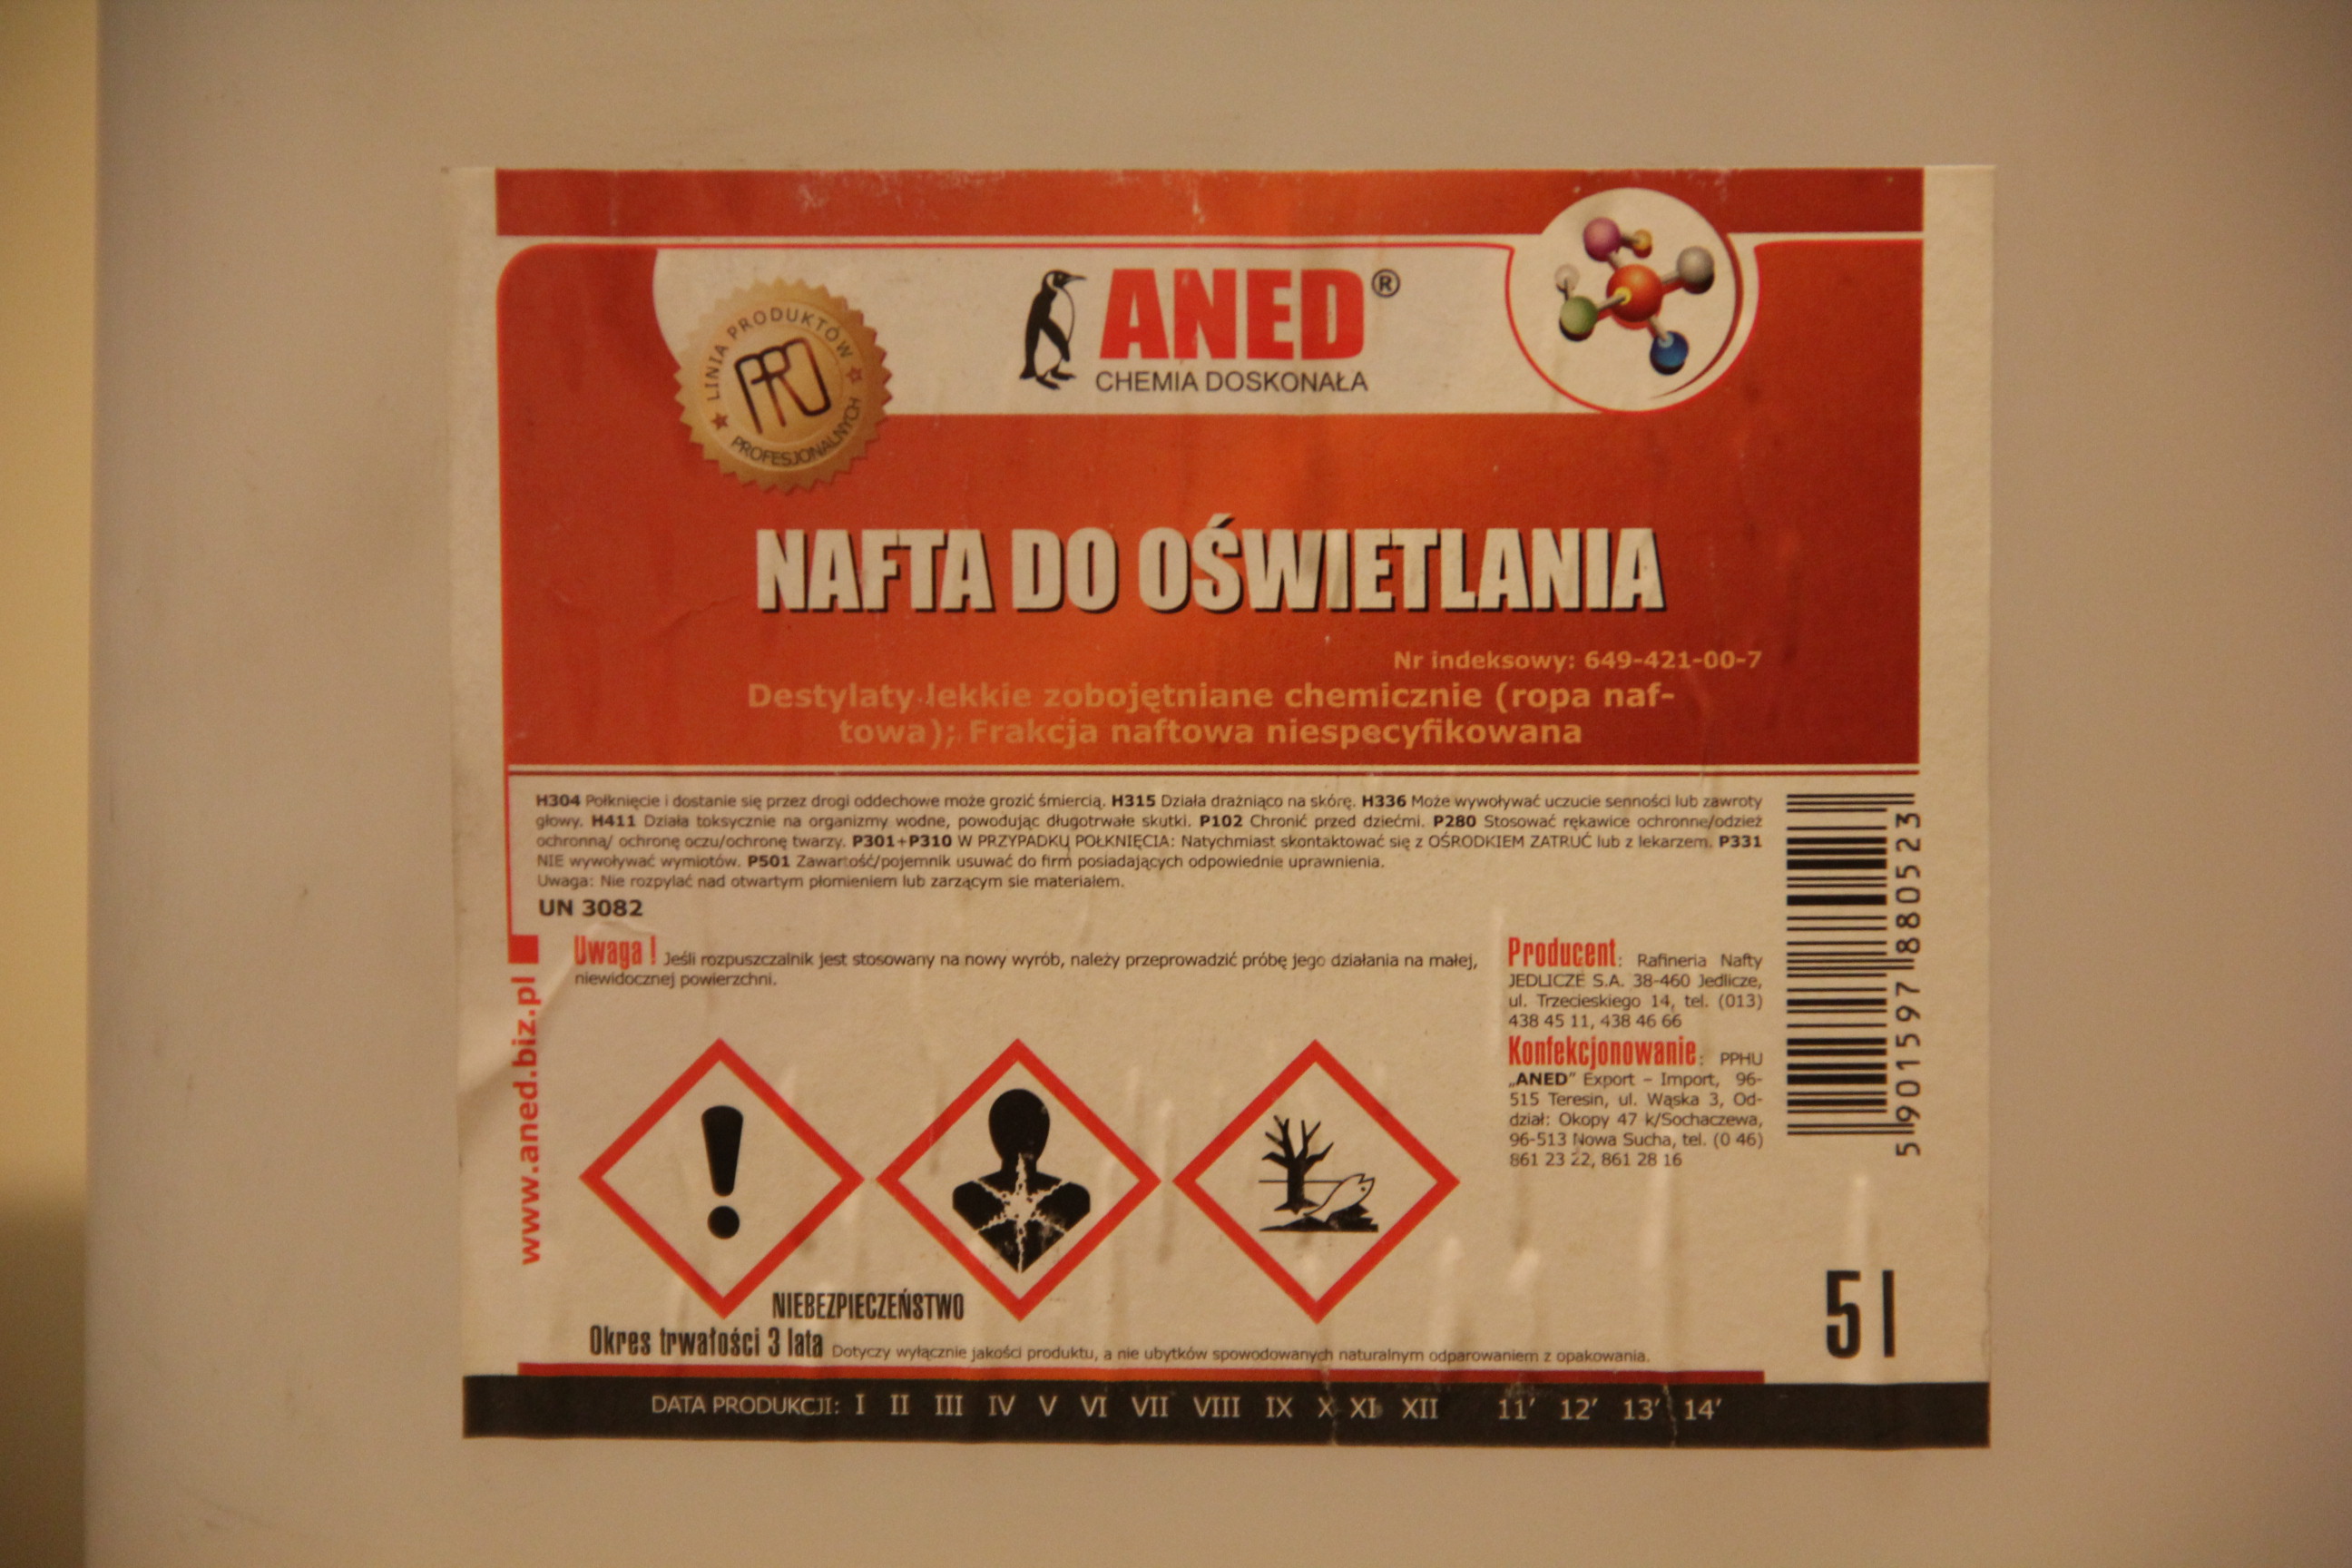 LINIA PRODUKTÓW
PRO
PROFESJONALNYCH
ANED®
CHEMIA DOSKONAŁA
NAFTA DO OŚWIETLANIA
Nr indeksowy: 649-421-00-7
Destylaty lekkie zobojętniane chemicznie (ropa naf-
towa); Frakcja naftowa niespecyfikowana
H304 Połknięcie i dostanie się przez drogi oddechowe może grozić śmiercią. H315 Działa drażniąco na skórę. H336 Może wywoływać uczucie senności lub zawroty
głowy. H411 Działa toksycznie na organizmy wodne, powodując długotrwałe skutki. P102 Chronić przed dziećmi. P280 Stosować rękawice ochronne/odzież
ochronną/ ochronę oczu/ochronę twarzy. P301+P310 W PRZYPADKU POŁKNIĘCIA: Natychmiast skontaktować się z OŚRODKIEM ZATRUĆ lub z lekarzem. P331
NIE wywoływać wymiotów. P501 Zawartość/pojemnik usuwać do firm posiadających odpowiednie uprawnienia.
Uwaga: Nie rozpylać nad otwartym płomieniem lub zarzącym sie materiałem.
UN 3082
Uwaga ! Jeśli rozpuszczalnik jest stosowany na nowy wyrób, należy przeprowadzić próbę jego działania na małej,
niewidocznej powierzchni.
Producent: Rafineria Nafty
JEDLICZE S.A. 38-460 Jedlicze,
ul. Trzecieskiego 14, tel. (013)
438 45 11, 438 46 66
Konfekcjonowanie: PPHU
„ANED" Export – Import, 96-
515 Teresin, ul. Wąska 3, Od-
dział: Okopy 47 k/Sochaczewa,
96-513 Nowa Sucha, tel. (0 46)
861 23 22, 861 28 16
5901597880523
www.aned.biz.pl
NIEBEZPIECZEŃSTWO
Okres trwałości 3 lata Dotyczy wyłącznie jakości produktu, a nie ubytków spowodowanych naturalnym odparowaniem z opakowania.
5 l
DATA PRODUKCJI: I II III IV V VI VII VIII IX X XI XII 11' 12' 13' 14'